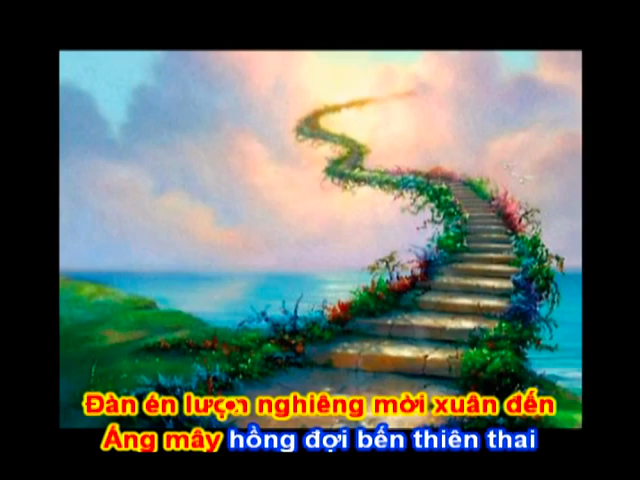 Đàn én lượn nghiêng mời xuân đến
Áng mây hồng đợi bến thiên thai